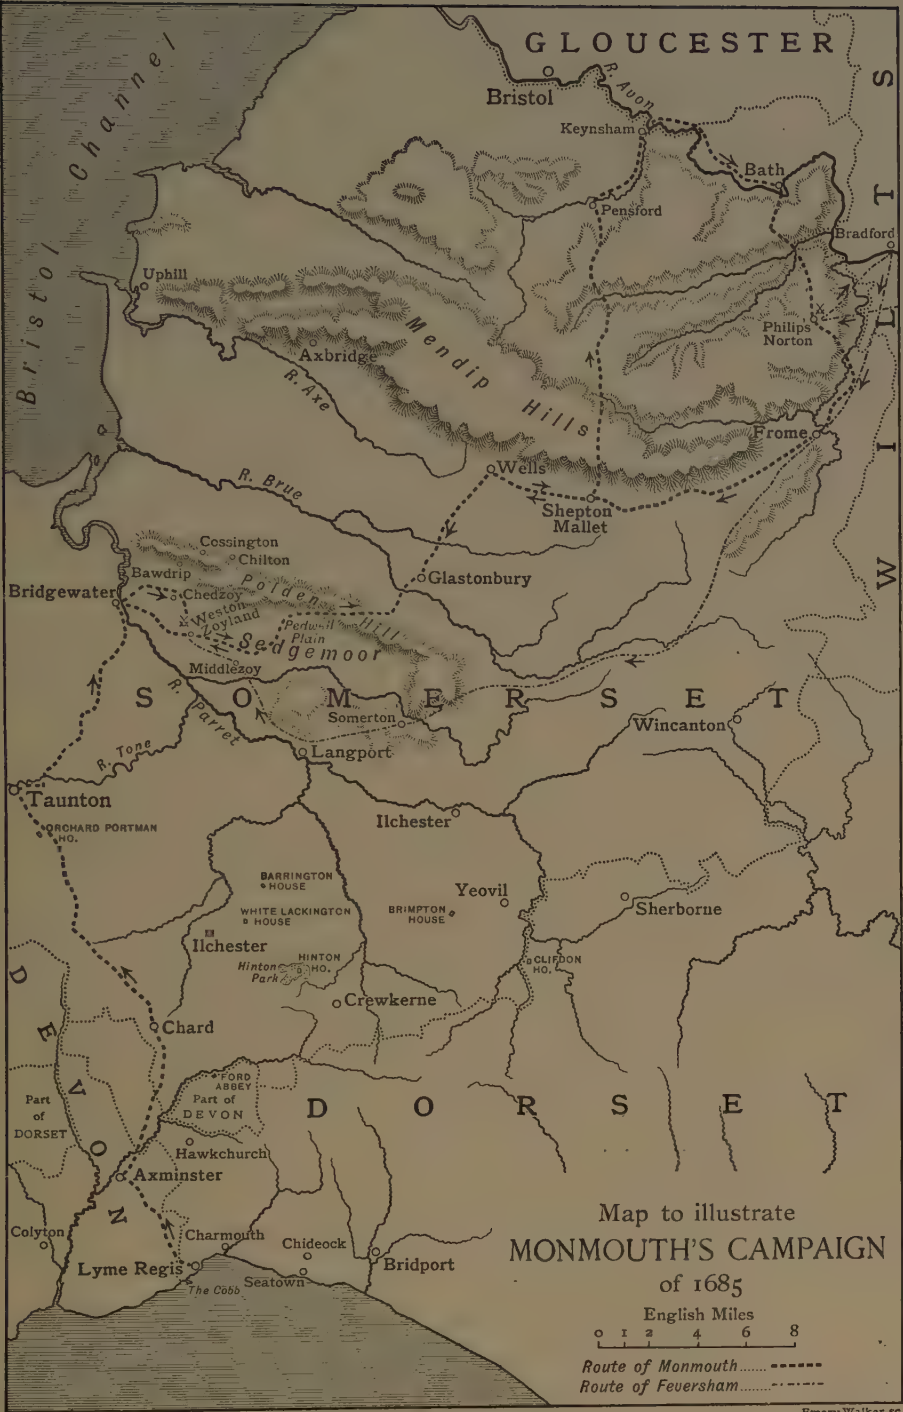 GLOUCESTER
WILTS
Bristol Channel
R. Avon
Bristol
Keynsham
Bath
Pensford
Bradford
Uphill
Philips
Norton
Mendip Hills
Axbridge
R. Axe
Frome
Wells
R. Brue
Shepton
Mallet
Cossington
Chilton
Bawdrip
Glastonbury
Bridgewater
Chedzoy
Polden Hill
Weston
Zoyland
Pedwell
Plain
Sedgemoor
Middlezoy
SOMERSET
R. Parret
Somerton
Wincanton
R. Tone
Langport
Taunton
Ilchester
ORCHARD PORTMAN
HO.
BARRINGTON
HOUSE
Yeovil
WHITE LACKINGTON
HOUSE
BRIMPTON
HOUSE
Sherborne
Ilchester
HINTON
HO.
Hinton
Park
CLIFDON
HO.
Crewkerne
Chard
DEVON
FORD
ABBEY
Part of
DEVON
Part
of
DORSET
DORSET
Hawkchurch
Axminster
Colyton
Charmouth
Chideock
Lyme Regis
Bridport
Seatown
The Cobb
Map to illustrate
MONMOUTH'S CAMPAIGN
of 1685
English Miles
0 1 2 4 6 8
Route of Monmouth......
Route of Feversham......
Emery Walker sc.